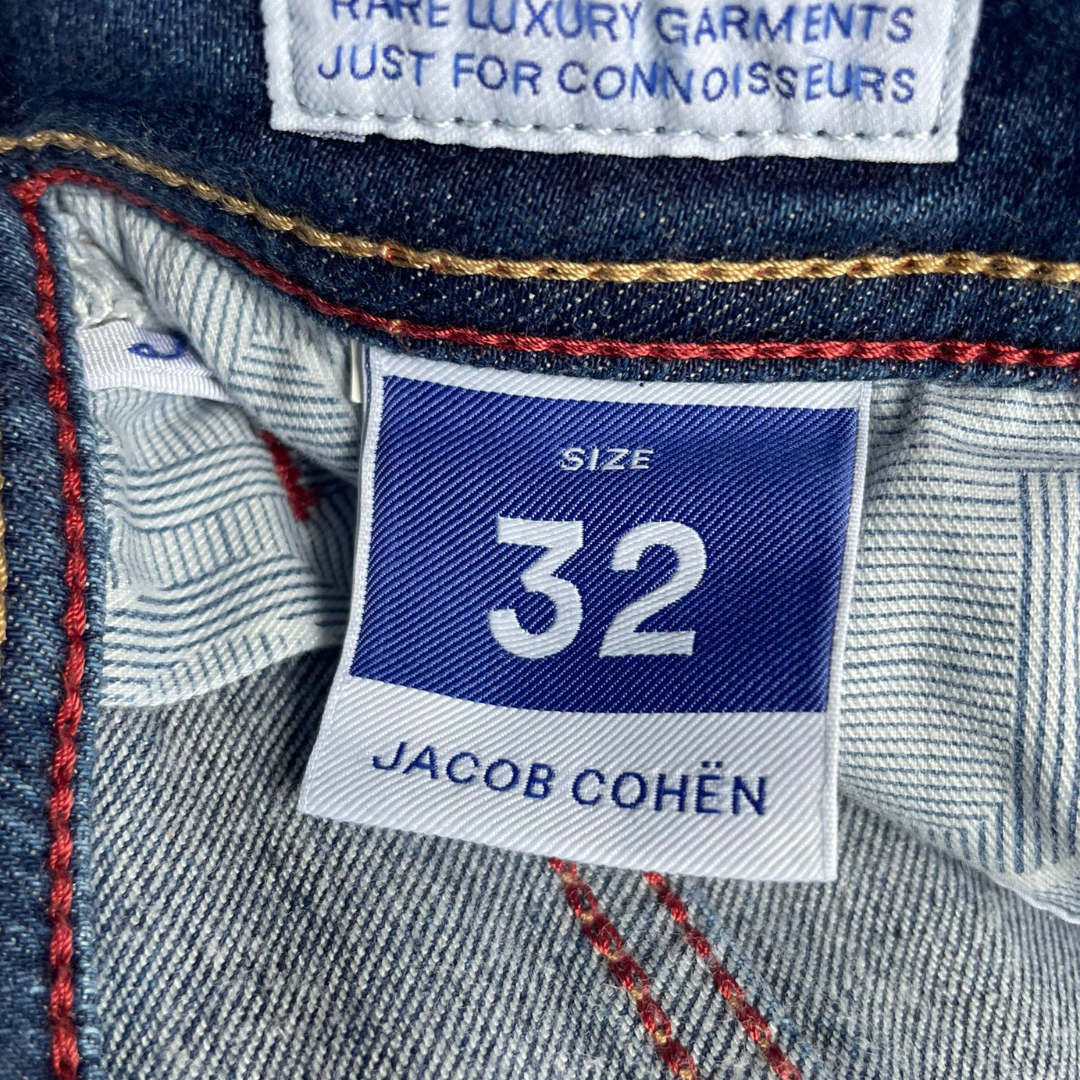 RARE LUXURY GARMENTS
JUST FOR CONNOISSEURS
SIZE
32
JACOB COHËN